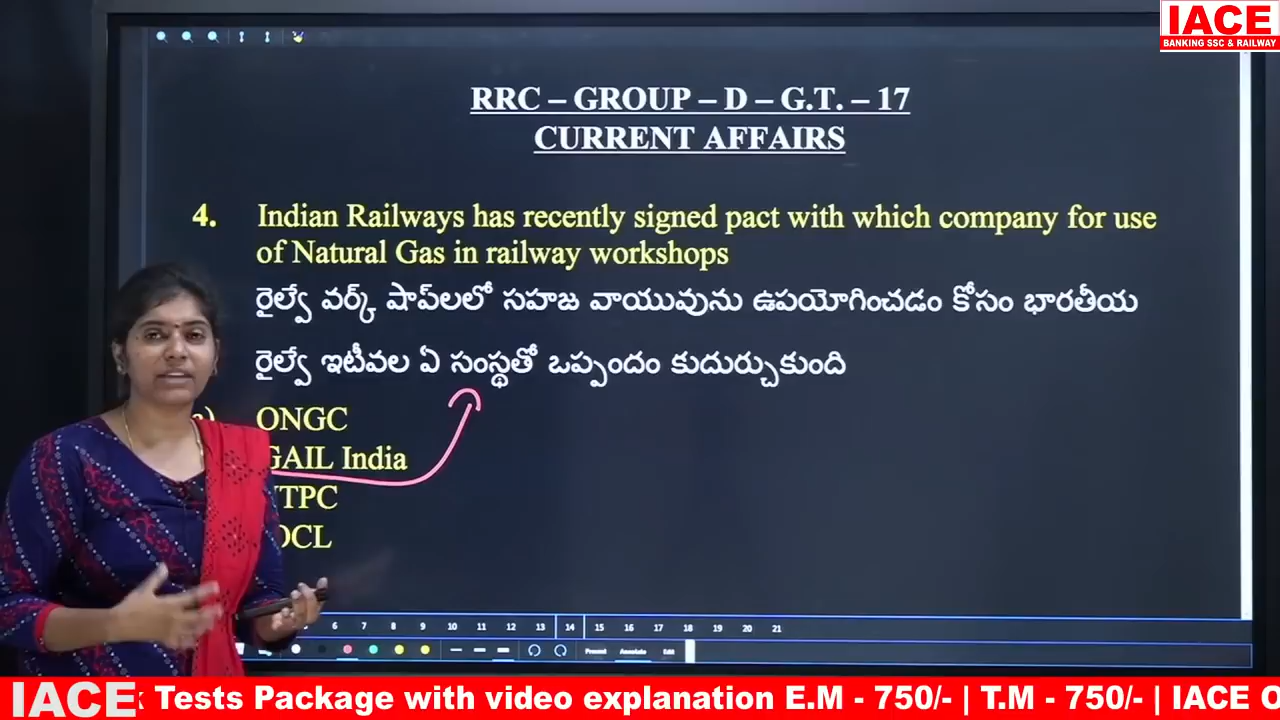 IACE
BANKING SSC & RAILWAY
RRC – GROUP – D – G.T. – 17
CURRENT AFFAIRS
4. Indian Railways has recently signed pact with which company for use
of Natural Gas in railway workshops
రైల్వే వర్క్ షాప్‌లలో సహజ వాయువును ఉపయోగించడం కోసం భారతీయ
రైల్వే ఇటీవల ఏ సంస్థతో ఒప్పందం కుదుర్చుకుంది
ONGC
GAIL India
6 7 8 9 10 11 12 13 14 15 16 17 18 19 20 21
Annotate Edit
IACE Tests Package with video explanation E.M - 750/- | T.M - 750/- | IACE